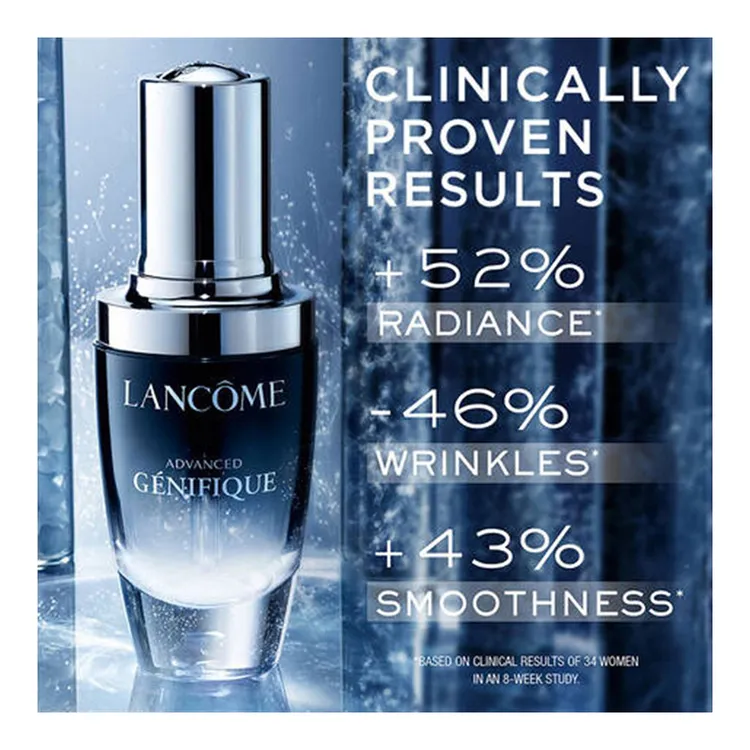 CLINICALLY
PROVEN
RESULTS
+52%
RADIANCE*
-46%
WRINKLES*
+43%
SMOOTHNESS*
*BASED ON CLINICAL RESULTS OF 34 WOMEN
IN AN 8-WEEK STUDY.
LANCÔME
ADVANCED
GÉNIFIQUE